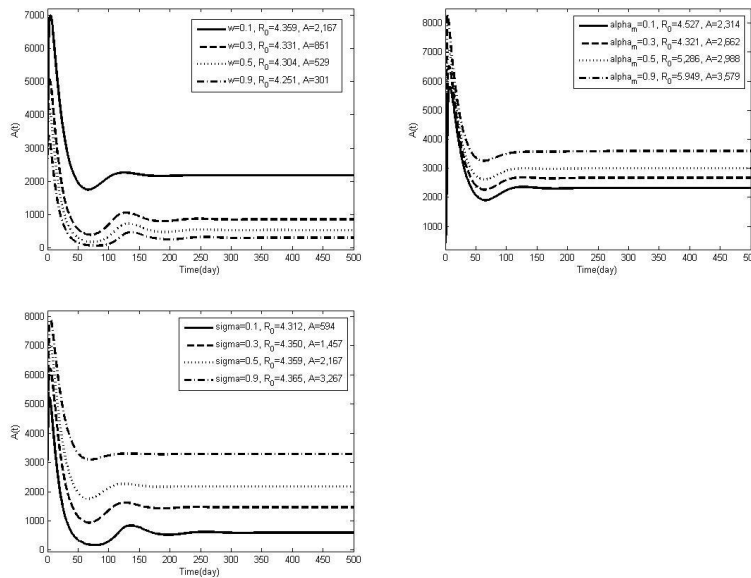 7000
6000
5000
4000
3000
2000
1000
0
A(t)
0 50 100 150 200 250 300 350 400 450 500
Time(day)
w=0.1, R0=4.359, A=2,167
w=0.3, R0=4.331, A=851
w=0.5, R0=4.304, A=529
w=0.9, R0=4.251, A=301
8000
7000
6000
5000
4000
3000
2000
1000
A(t)
0 50 100 150 200 250 300 350 400 450 500
Time(day)
alpha_m=0.1, R0=4.527, A=2,314
alpha_m=0.3, R0=4.321, A=2,662
alpha_m=0.5, R0=5,286, A=2,988
alpha_m=0.9, R0=5.949, A=3,579
8000
7000
6000
5000
4000
3000
2000
1000
0
A(t)
0 50 100 150 200 250 300 350 400 450 500
Time(day)
sigma=0.1, R0=4.312, A=594
sigma=0.3, R0=4.350, A=1,457
sigma=0.5, R0=4.359, A=2,167
sigma=0.9, R0=4.365, A=3,267